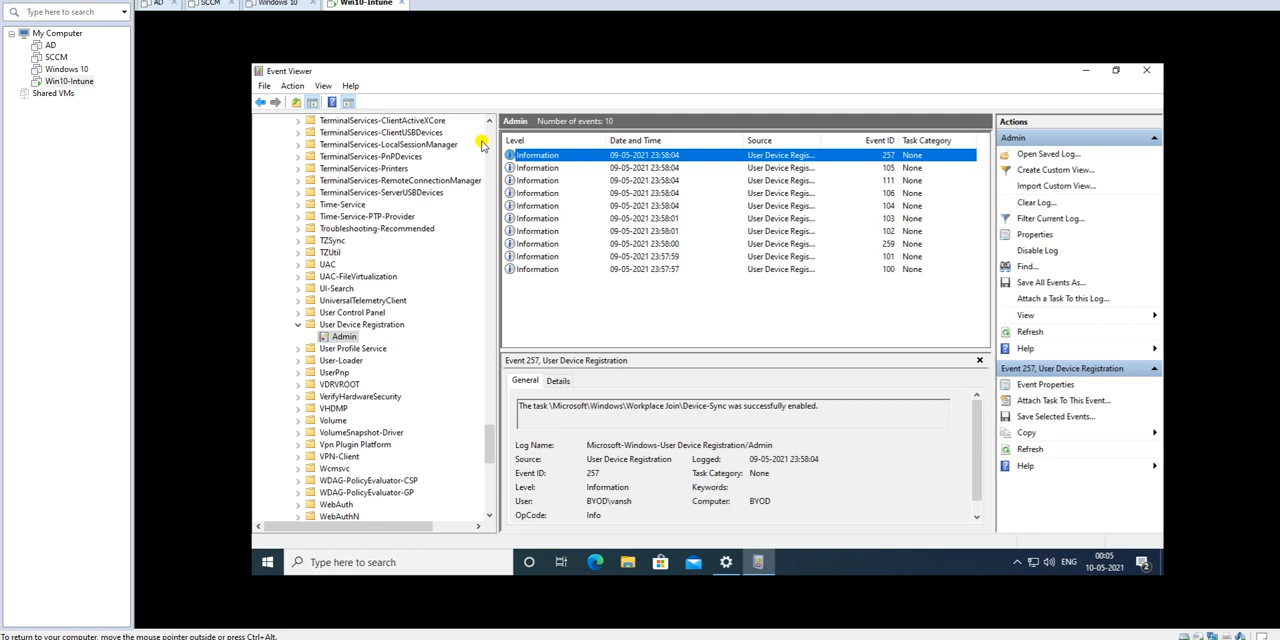 AD SCCM Windows 10 Win10-Intune
Type here to search
My Computer
AD
SCCM
Windows 10
Win10-Intune
Shared VMs
Event Viewer
File Action View Help
TerminalServices-ClientActiveXCore
TerminalServices-ClientUSBDevices
TerminalServices-LocalSessionManager
TerminalServices-PnPDevices
TerminalServices-Printers
TerminalServices-RemoteConnectionManager
TerminalServices-ServerUSBDevices
Time-Service
Time-Service-PTP-Provider
Troubleshooting-Recommended
TZSync
TZUtil
UAC
UAC-FileVirtualization
UI-Search
UniversalTelemetryClient
User Control Panel
User Device Registration
Admin
User Profile Service
User-Loader
UserPnp
VDRVROOT
VerifyHardwareSecurity
VHDMP
Volume
VolumeSnapshot-Driver
Vpn Plugin Platform
VPN-Client
Wcmsvc
WDAG-PolicyEvaluator-CSP
WDAG-PolicyEvaluator-GP
WebAuth
WebAuthN
Admin Number of events: 10
Level Date and Time Source Event ID Task Category
Information 09-05-2021 23:58:04 User Device Regis... 257 None
Information 09-05-2021 23:58:04 User Device Regis... 105 None
Information 09-05-2021 23:58:04 User Device Regis... 111 None
Information 09-05-2021 23:58:04 User Device Regis... 106 None
Information 09-05-2021 23:58:04 User Device Regis... 104 None
Information 09-05-2021 23:58:01 User Device Regis... 103 None
Information 09-05-2021 23:58:01 User Device Regis... 102 None
Information 09-05-2021 23:58:00 User Device Regis... 259 None
Information 09-05-2021 23:57:59 User Device Regis... 101 None
Information 09-05-2021 23:57:57 User Device Regis... 100 None
Event 257, User Device Registration
General Details
The task \Microsoft\Windows\Workplace Join\Device-Sync was successfully enabled.
Log Name: Microsoft-Windows-User Device Registration/Admin
Source: User Device Registration Logged: 09-05-2021 23:58:04
Event ID: 257 Task Category: None
Level: Information Keywords:
User: BYOD\vansh Computer: BYOD
OpCode: Info
Actions
Admin
Open Saved Log...
Create Custom View...
Import Custom View...
Clear Log...
Filter Current Log...
Properties
Disable Log
Find...
Save All Events As...
Attach a Task To this Log...
View
Refresh
Help
Event 257, User Device Registration
Event Properties
Attach Task To This Event...
Save Selected Events...
Copy
Refresh
Help
Type here to search
ENG
00:05
10-05-2021
2
To return to your computer, move the mouse pointer outside or press Ctrl+Alt.